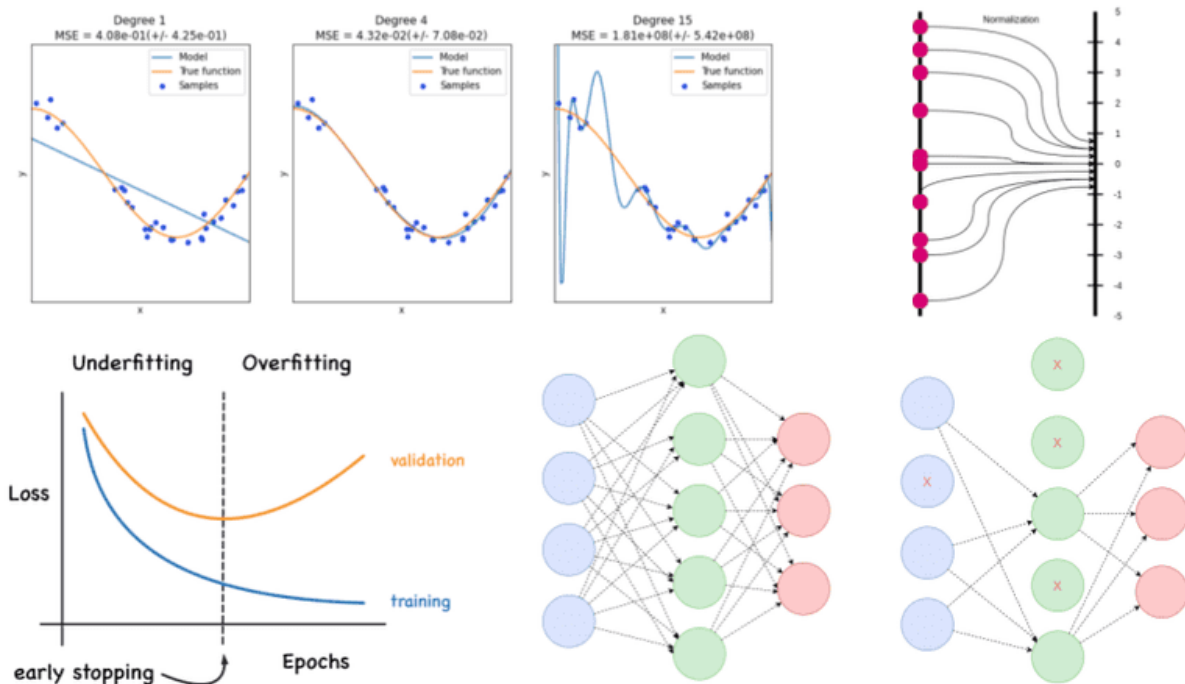 Degree 1
MSE = 4.08e-01(+/- 4.25e-01)
Model
True function
Samples
y
x
Degree 4
MSE = 4.32e-02(+/- 7.08e-02)
Model
True function
Samples
y
x
Degree 15
MSE = 1.81e+08(+/- 5.42e+08)
Model
True function
Samples
y
x
Normalization
5
4
3
2
1
0
-1
-2
-3
-4
-5
Underfitting
Overfitting
Loss
validation
training
early stopping
Epochs
X
X
X
X